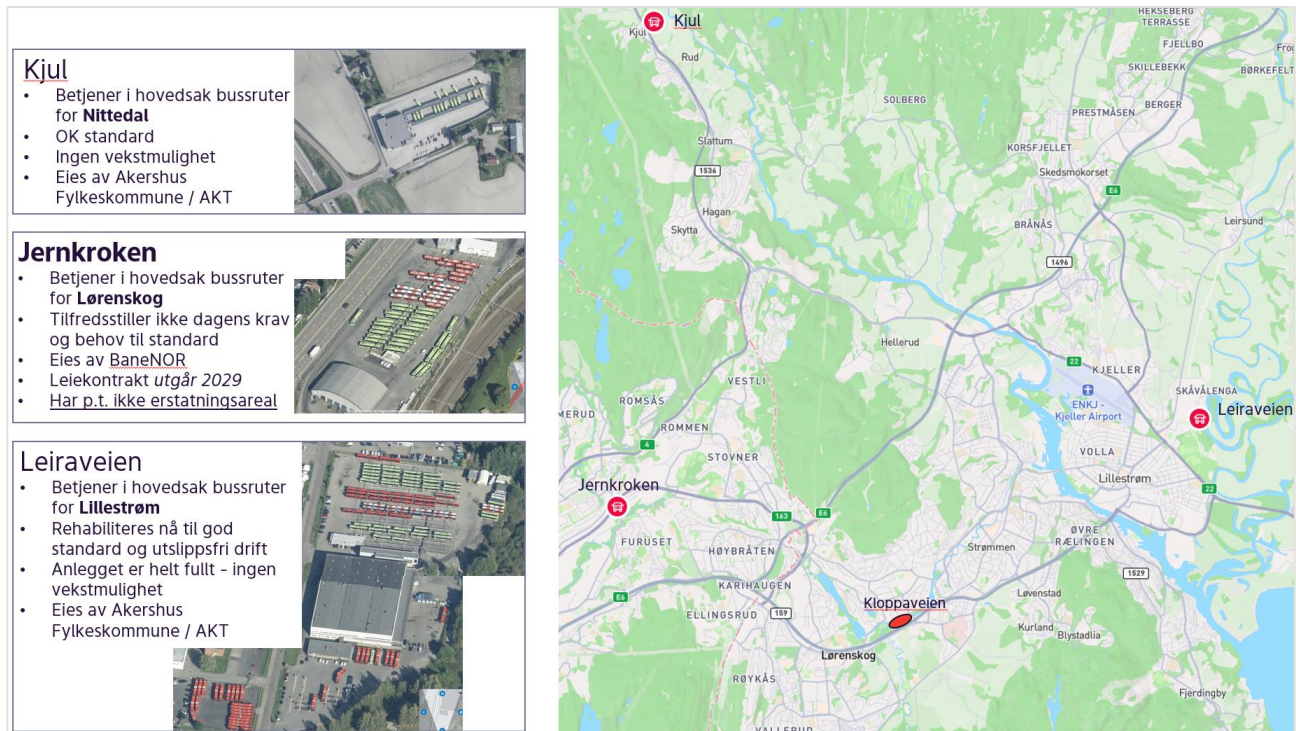 Kjul
• Betjener i hovedsak bussruter
for Nittedal
• OK standard
• Ingen vekstmulighet
• Eies av Akershus
Fylkeskommune / AKT
Jernkroken
• Betjener i hovedsak bussruter
for Lørenskog
• Tilfredsstiller ikke dagens krav
og behov til standard
• Eies av BaneNOR
• Leiekontrakt utgår 2029
• Har p.t. ikke erstatningsareal
Leiraveien
• Betjener i hovedsak bussruter
for Lillestrøm
• Rehabiliteres nå til god
standard og utslippsfri drift
• Anlegget er helt fullt - ingen
vekstmulighet
• Eies av Akershus
Fylkeskommune / AKT
HEKSEBERG
TERRASSE
Kjul
Kjul
FJELLBO
Rud
SKILLEBEKK
BØRKEFELT
SOLBERG
BERGER
PRESTMÅSEN
Slattum
KORSFJELLET
1536
Skedsmokorset
E6
Hagan
BRÅNÅS
Leirsund
Skytta
1496
Hellerud
22
KJELLER
VESTLI
SKÅVÅLENGA
ROMSÅS
ENKJ -
Kjeller Airport
Leiraveien
MERUD
ROMMEN
4
VOLLA
STOVNER
Lillestrøm
Jernkroken
22
163
E6
ØVRE
RÆLINGEN
FURUSET
HØYBRÅTEN
Strømmen
1529
KARIHAUGEN
E6
Kloppaveien
Løvenstad
ELLINGSRUD
159
Kurland
Blystadlia
Lørenskog
RØYKÅS
Fjerdingby
VALLERUD